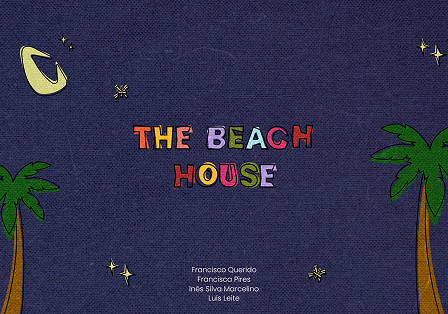 THE BEACH
HOUSE
Francisco Querido
Francisca Pires
Inês Silva Marcelino
Luís Leite